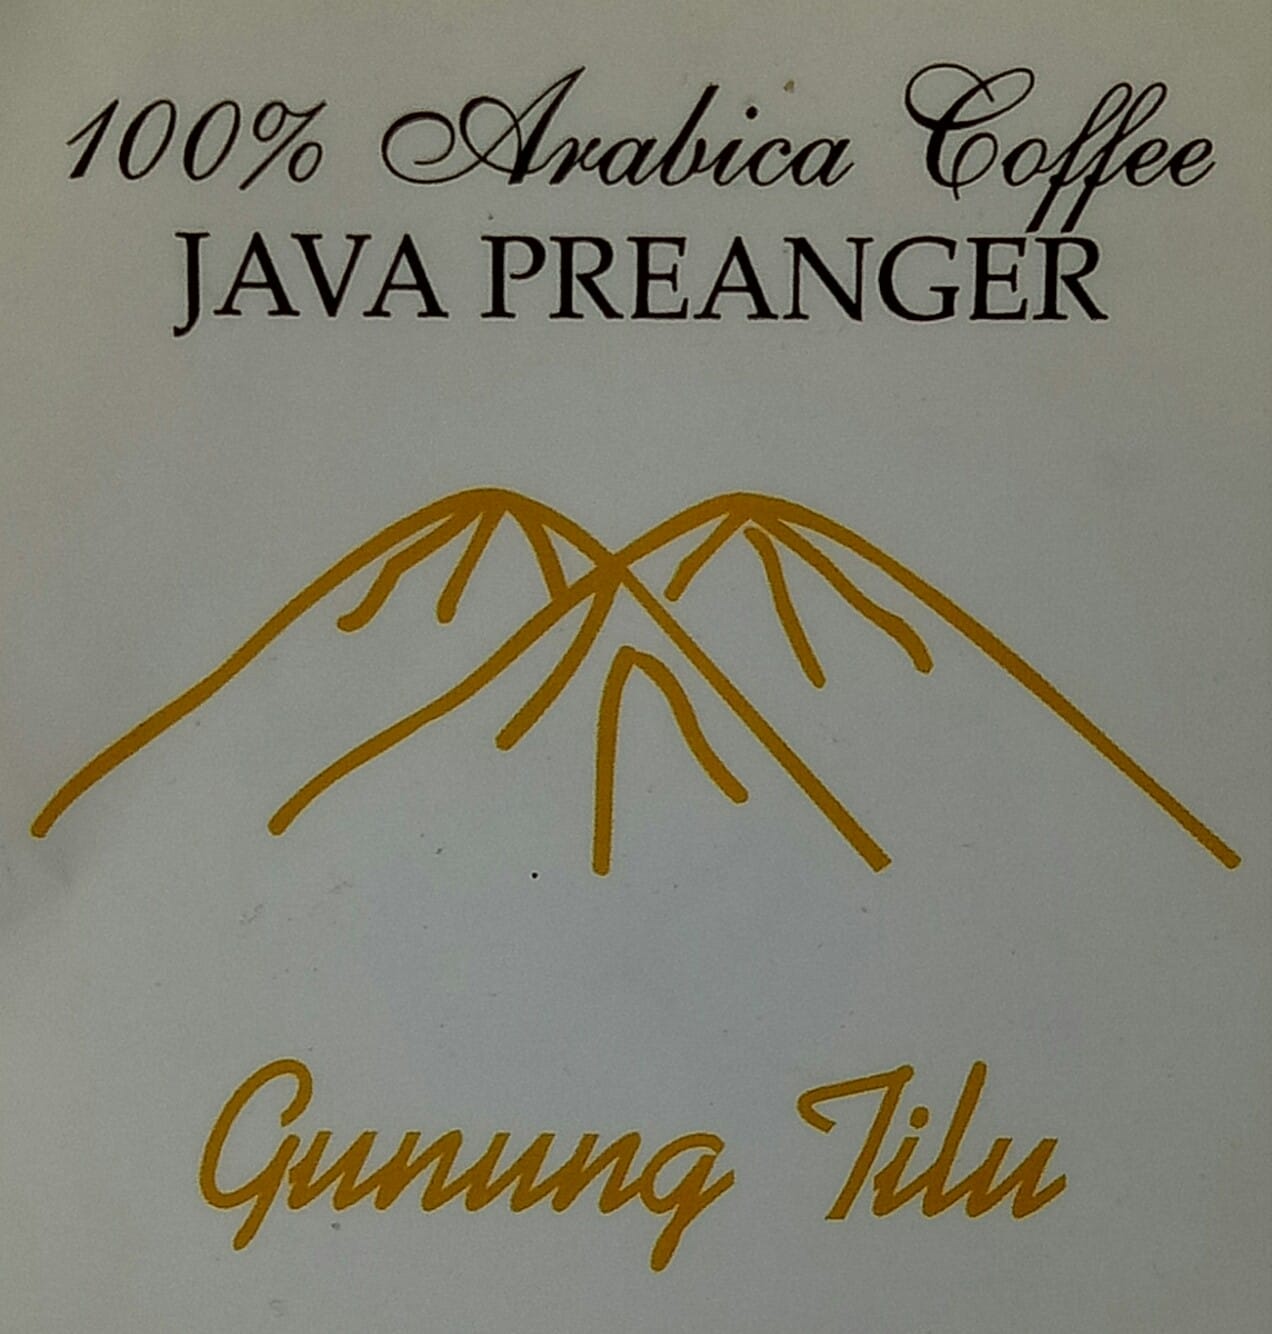 100% Arabica Coffee
JAVA PREANGER
Gunung Tilu